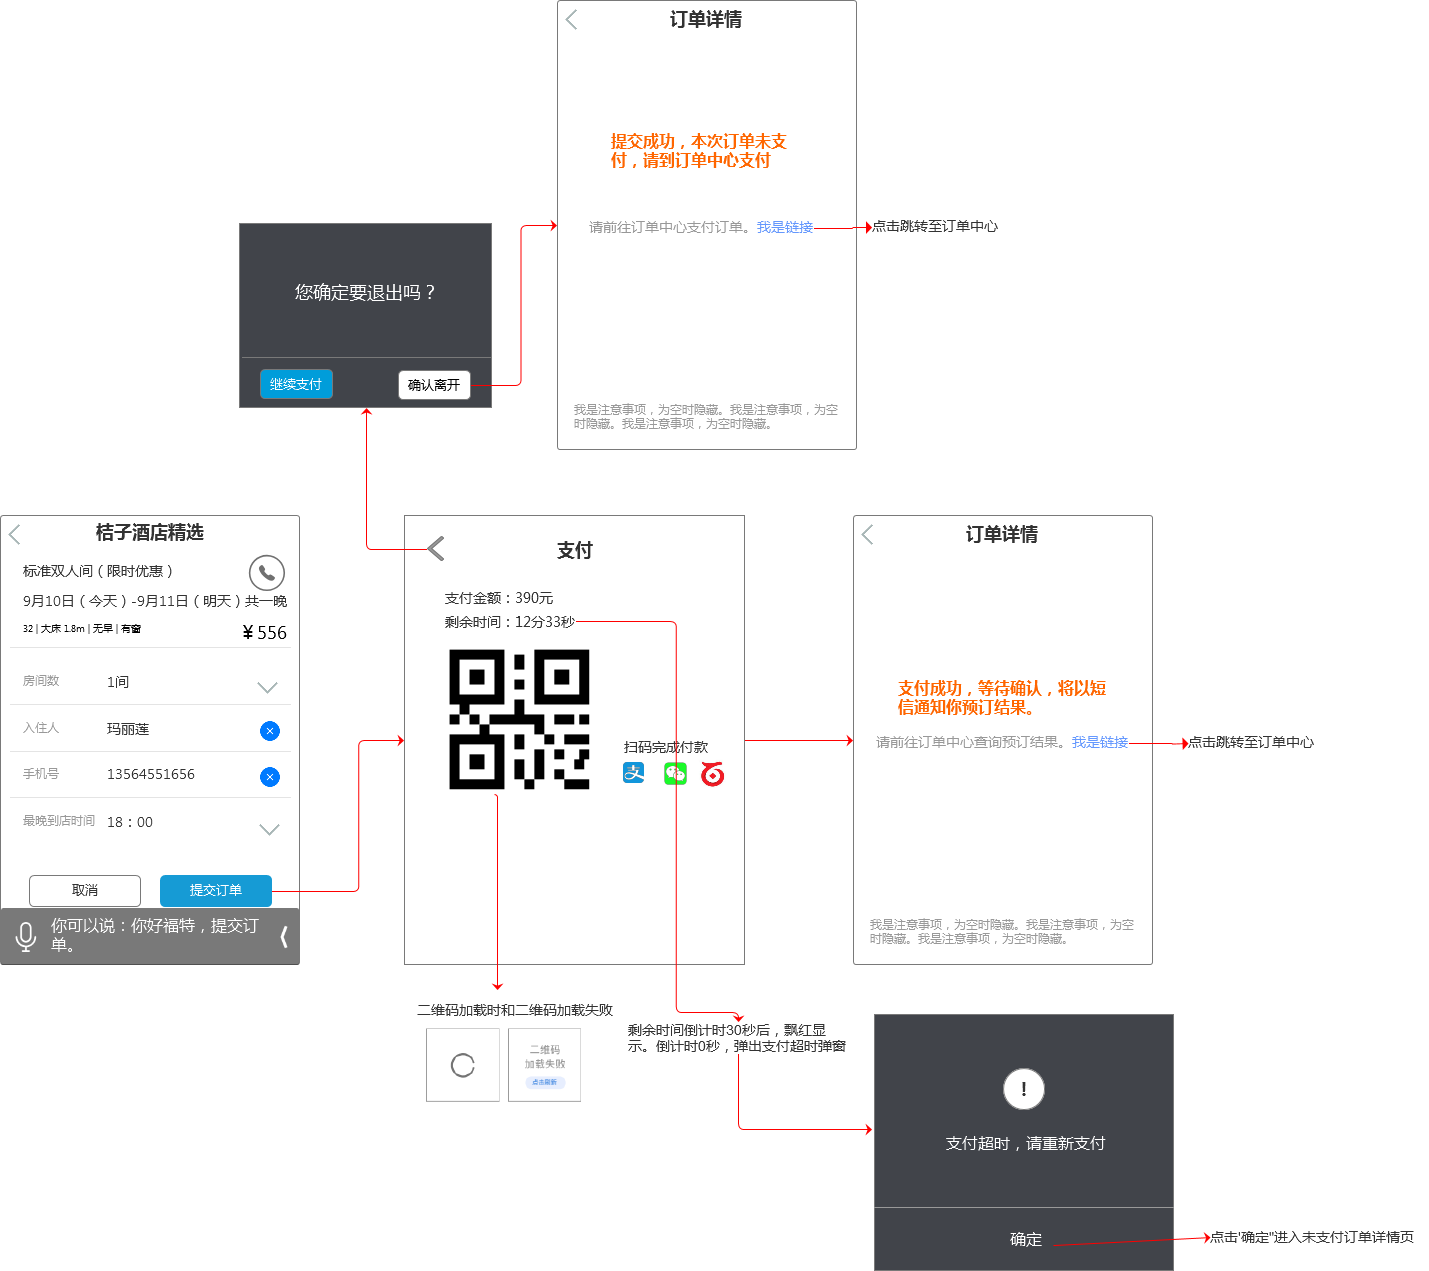 订单详情
提交成功，本次订单未支
付，请到订单中心支付
请前往订单中心支付订单。我是链接
点击跳转至订单中心
我是注意事项，为空时隐藏。我是注意事项，为空
时隐藏。我是注意事项，为空时隐藏。
您确定要退出吗？
继续支付
确认离开
桔子酒店精选
标准双人间（限时优惠）
9月10日（今天）-9月11日（明天）共一晚
32 | 大床 1.8m | 无早 | 有窗
¥556
房间数
1间
入住人
玛丽莲
手机号
13564551656
最晚到店时间
18：00
取消
提交订单
你可以说：你好福特，提交订
单。
支付
支付金额：390元
剩余时间：12分33秒
扫码完成付款
支
订单详情
支付成功，等待确认，将以短
信通知你预订结果。
请前往订单中心查询预订结果。我是链接
点击跳转至订单中心
我是注意事项，为空时隐藏。我是注意事项，为空
时隐藏。我是注意事项，为空时隐藏。
二维码加载时和二维码加载失败
二维码
加载失败
点击刷新
剩余时间倒计时30秒后，飘红显
示。倒计时0秒，弹出支付超时弹窗
!
支付超时，请重新支付
确定
点击'确定"进入未支付订单详情页